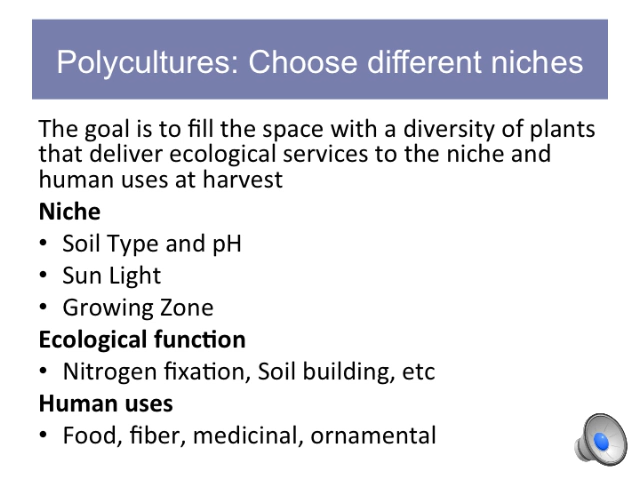 Polycultures: Choose different niches
The goal is to fill the space with a diversity of plants
that deliver ecological services to the niche and
human uses at harvest
Niche
• Soil Type and pH
• Sun Light
• Growing Zone
Ecological function
• Nitrogen fixation, Soil building, etc
Human uses
• Food, fiber, medicinal, ornamental